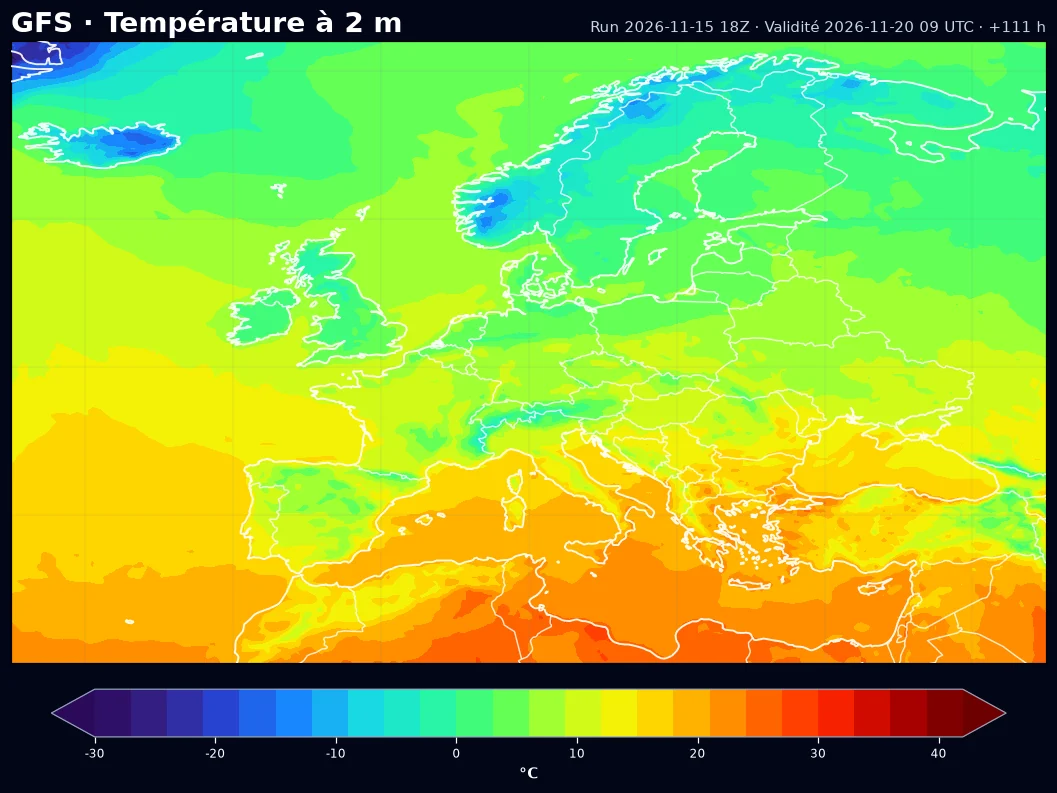 GFS · Température à 2 m
Run 2026-11-15 18Z · Validité 2026-11-20 09 UTC · +111 h
-30 -20 -10 0 10 20 30 40
°C